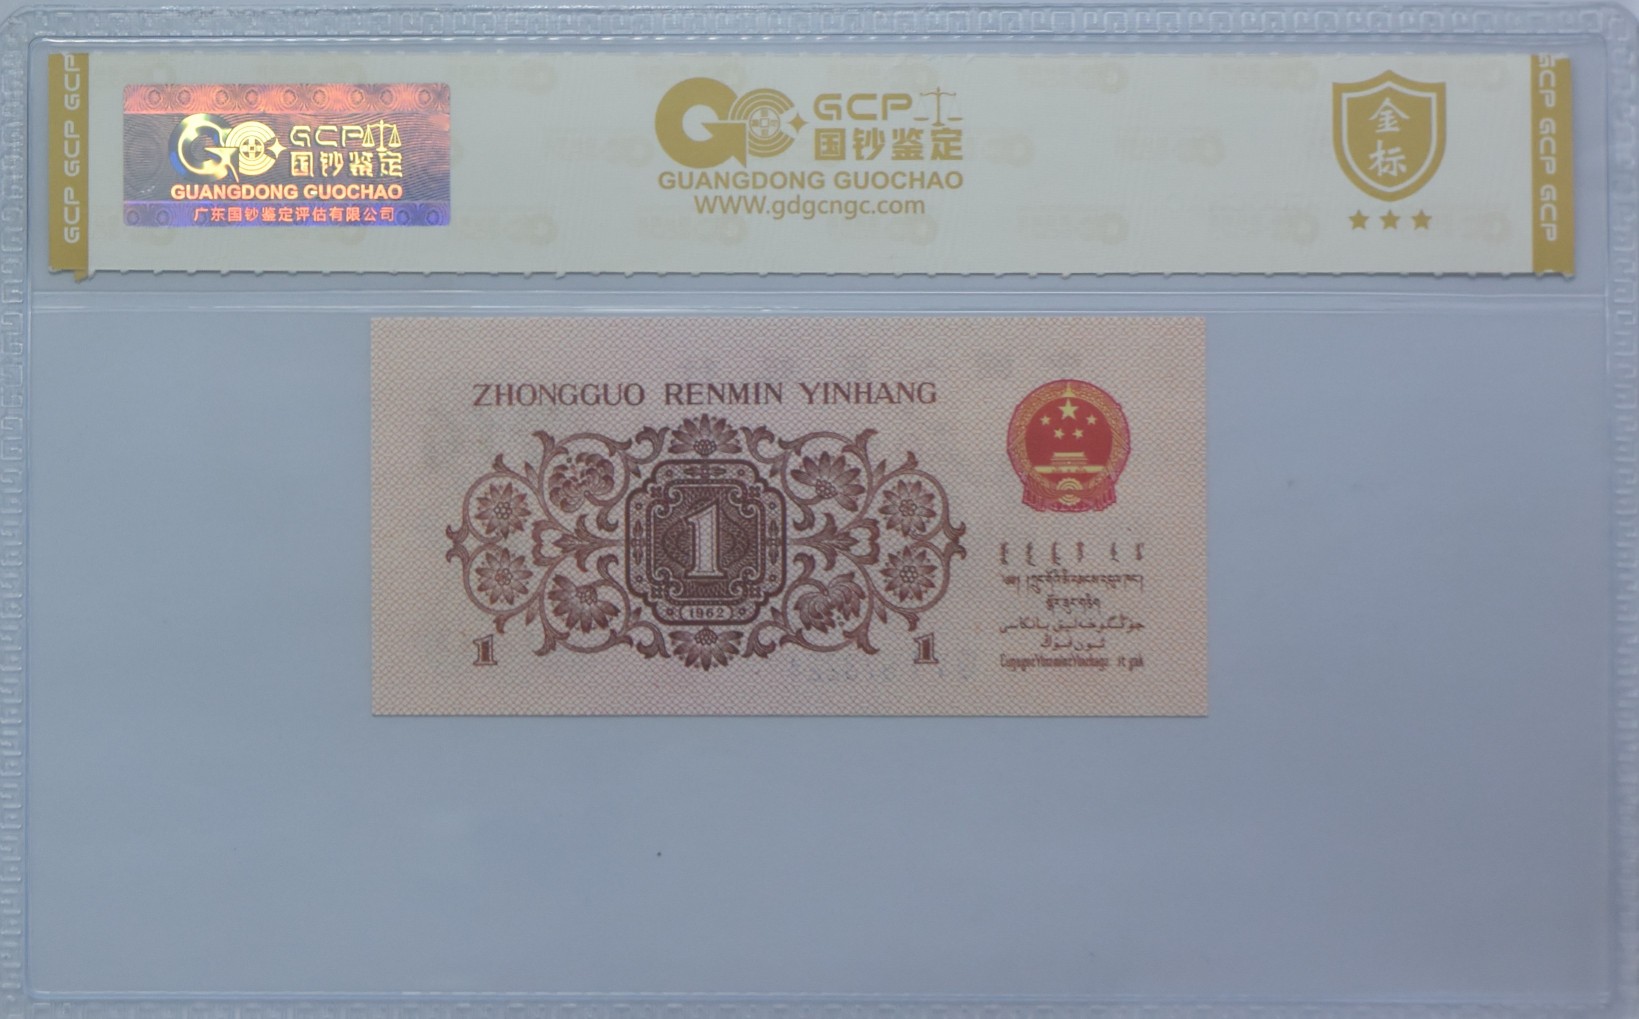 GCP GCP GCP
GCP 国钞鉴定
GUANGDONG GUOCHAO
广东国钞鉴定评估有限公司
GCP
国钞鉴定
GUANGDONG GUOCHAO
www.gdgcngc.com
金标
GCP GCP GCP
ZHONGGUO RENMIN YINHANG
1
(1962)
1
1